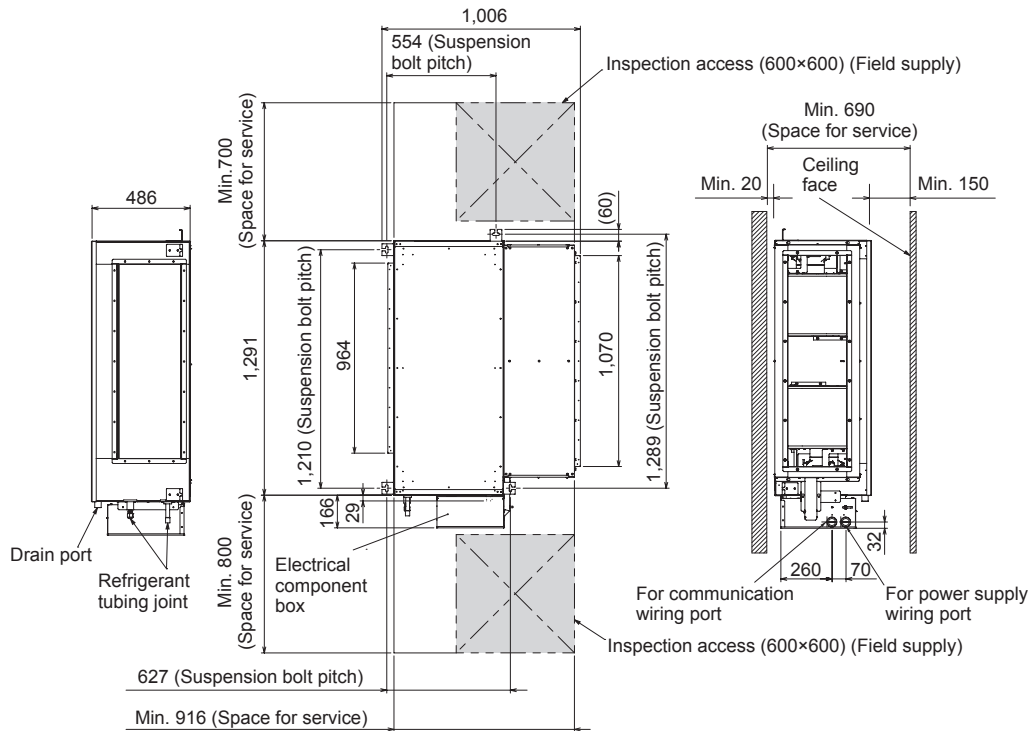 1,006
554 (Suspension
bolt pitch)
Inspection access (600×600) (Field supply)
Min.700
(Space for service)
(60)
486
1,291
1,210 (Suspension bolt pitch)
964
1,070
1,289 (Suspension bolt pitch)
166
29
Min. 800
(Space for service)
Drain port
Refrigerant
tubing joint
Electrical
component
box
Inspection access (600×600) (Field supply)
627 (Suspension bolt pitch)
Min. 916 (Space for service)
Min. 690
(Space for service)
Ceiling
face
Min. 20
Min. 150
32
260
70
For communication
wiring port
For power supply
wiring port